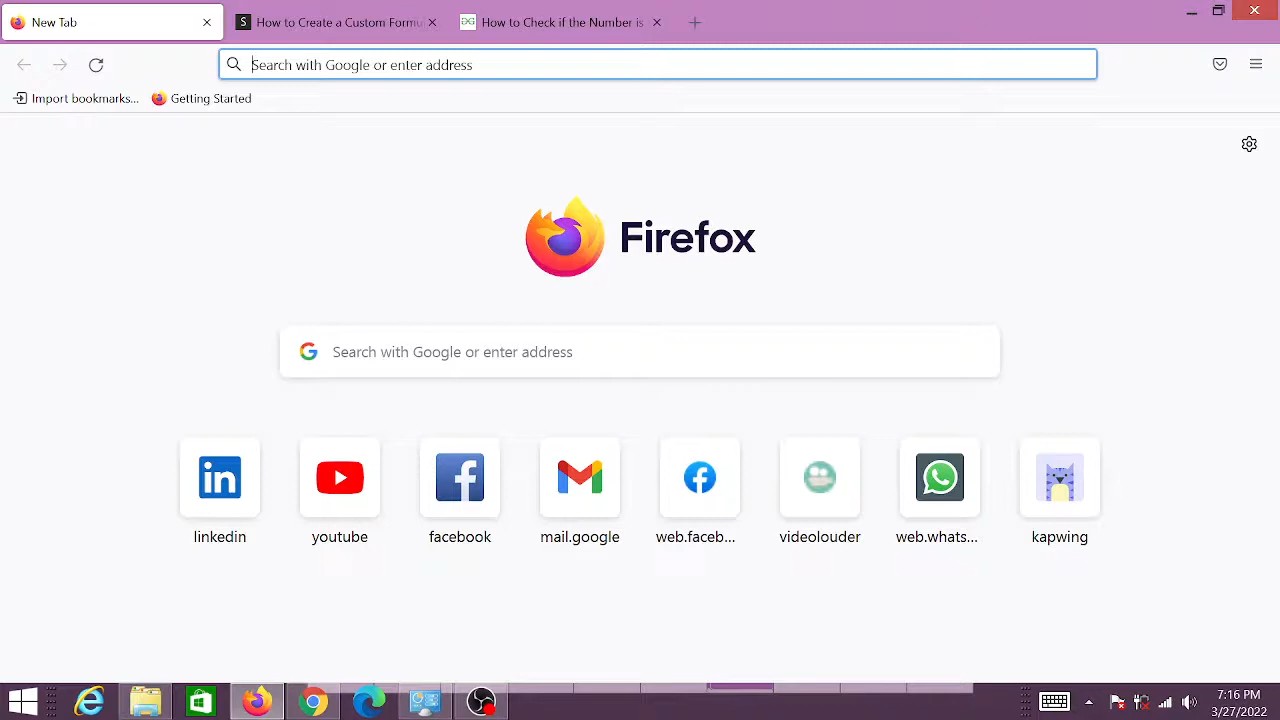 New Tab
How to Create a Custom Formu
How to Check if the Number is
Search with Google or enter address
Import bookmarks...
Getting Started
Firefox
Search with Google or enter address
linkedin
youtube
facebook
mail.google
web.faceb...
videolouder
web.whats...
kapwing
7:16 PM
3/27/2022